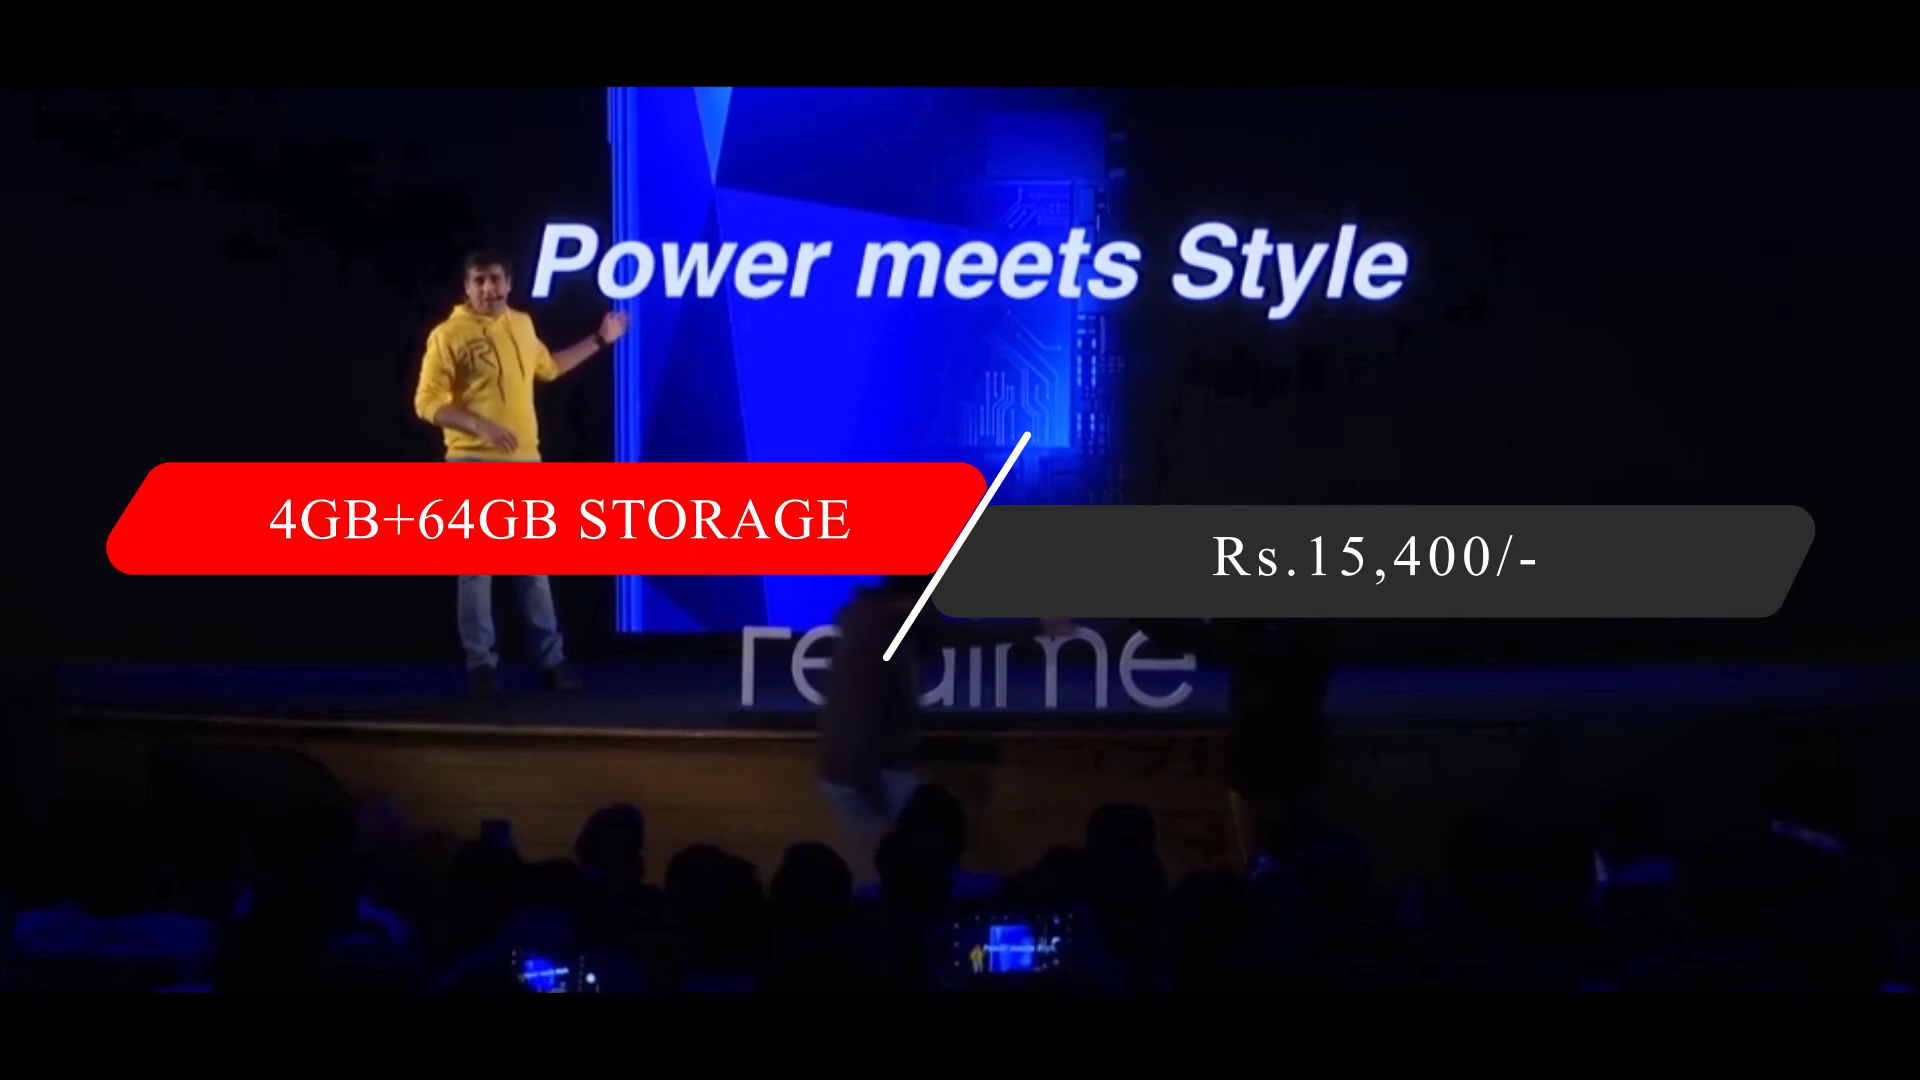 Power meets Style
R
4GB+64GB STORAGE
Rs.15,400/-
realme